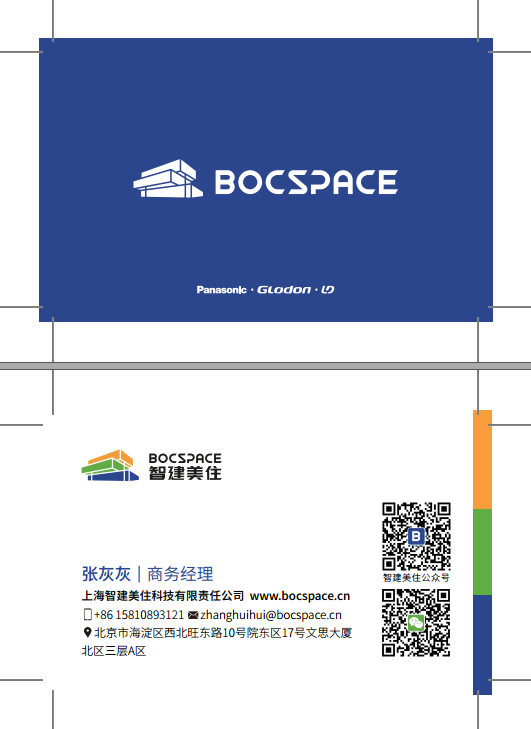 BOCSPACE
Panasonic · GLodon ·
BOCSPACE
智建美住
智建美住公众号
张灰灰 | 商务经理
上海智建美住科技有限责任公司 www.bocspace.cn
+86 15810893121 zhanghuihui@bocspace.cn
北京市海淀区西北旺东路10号院东区17号文思大厦
北区三层A区